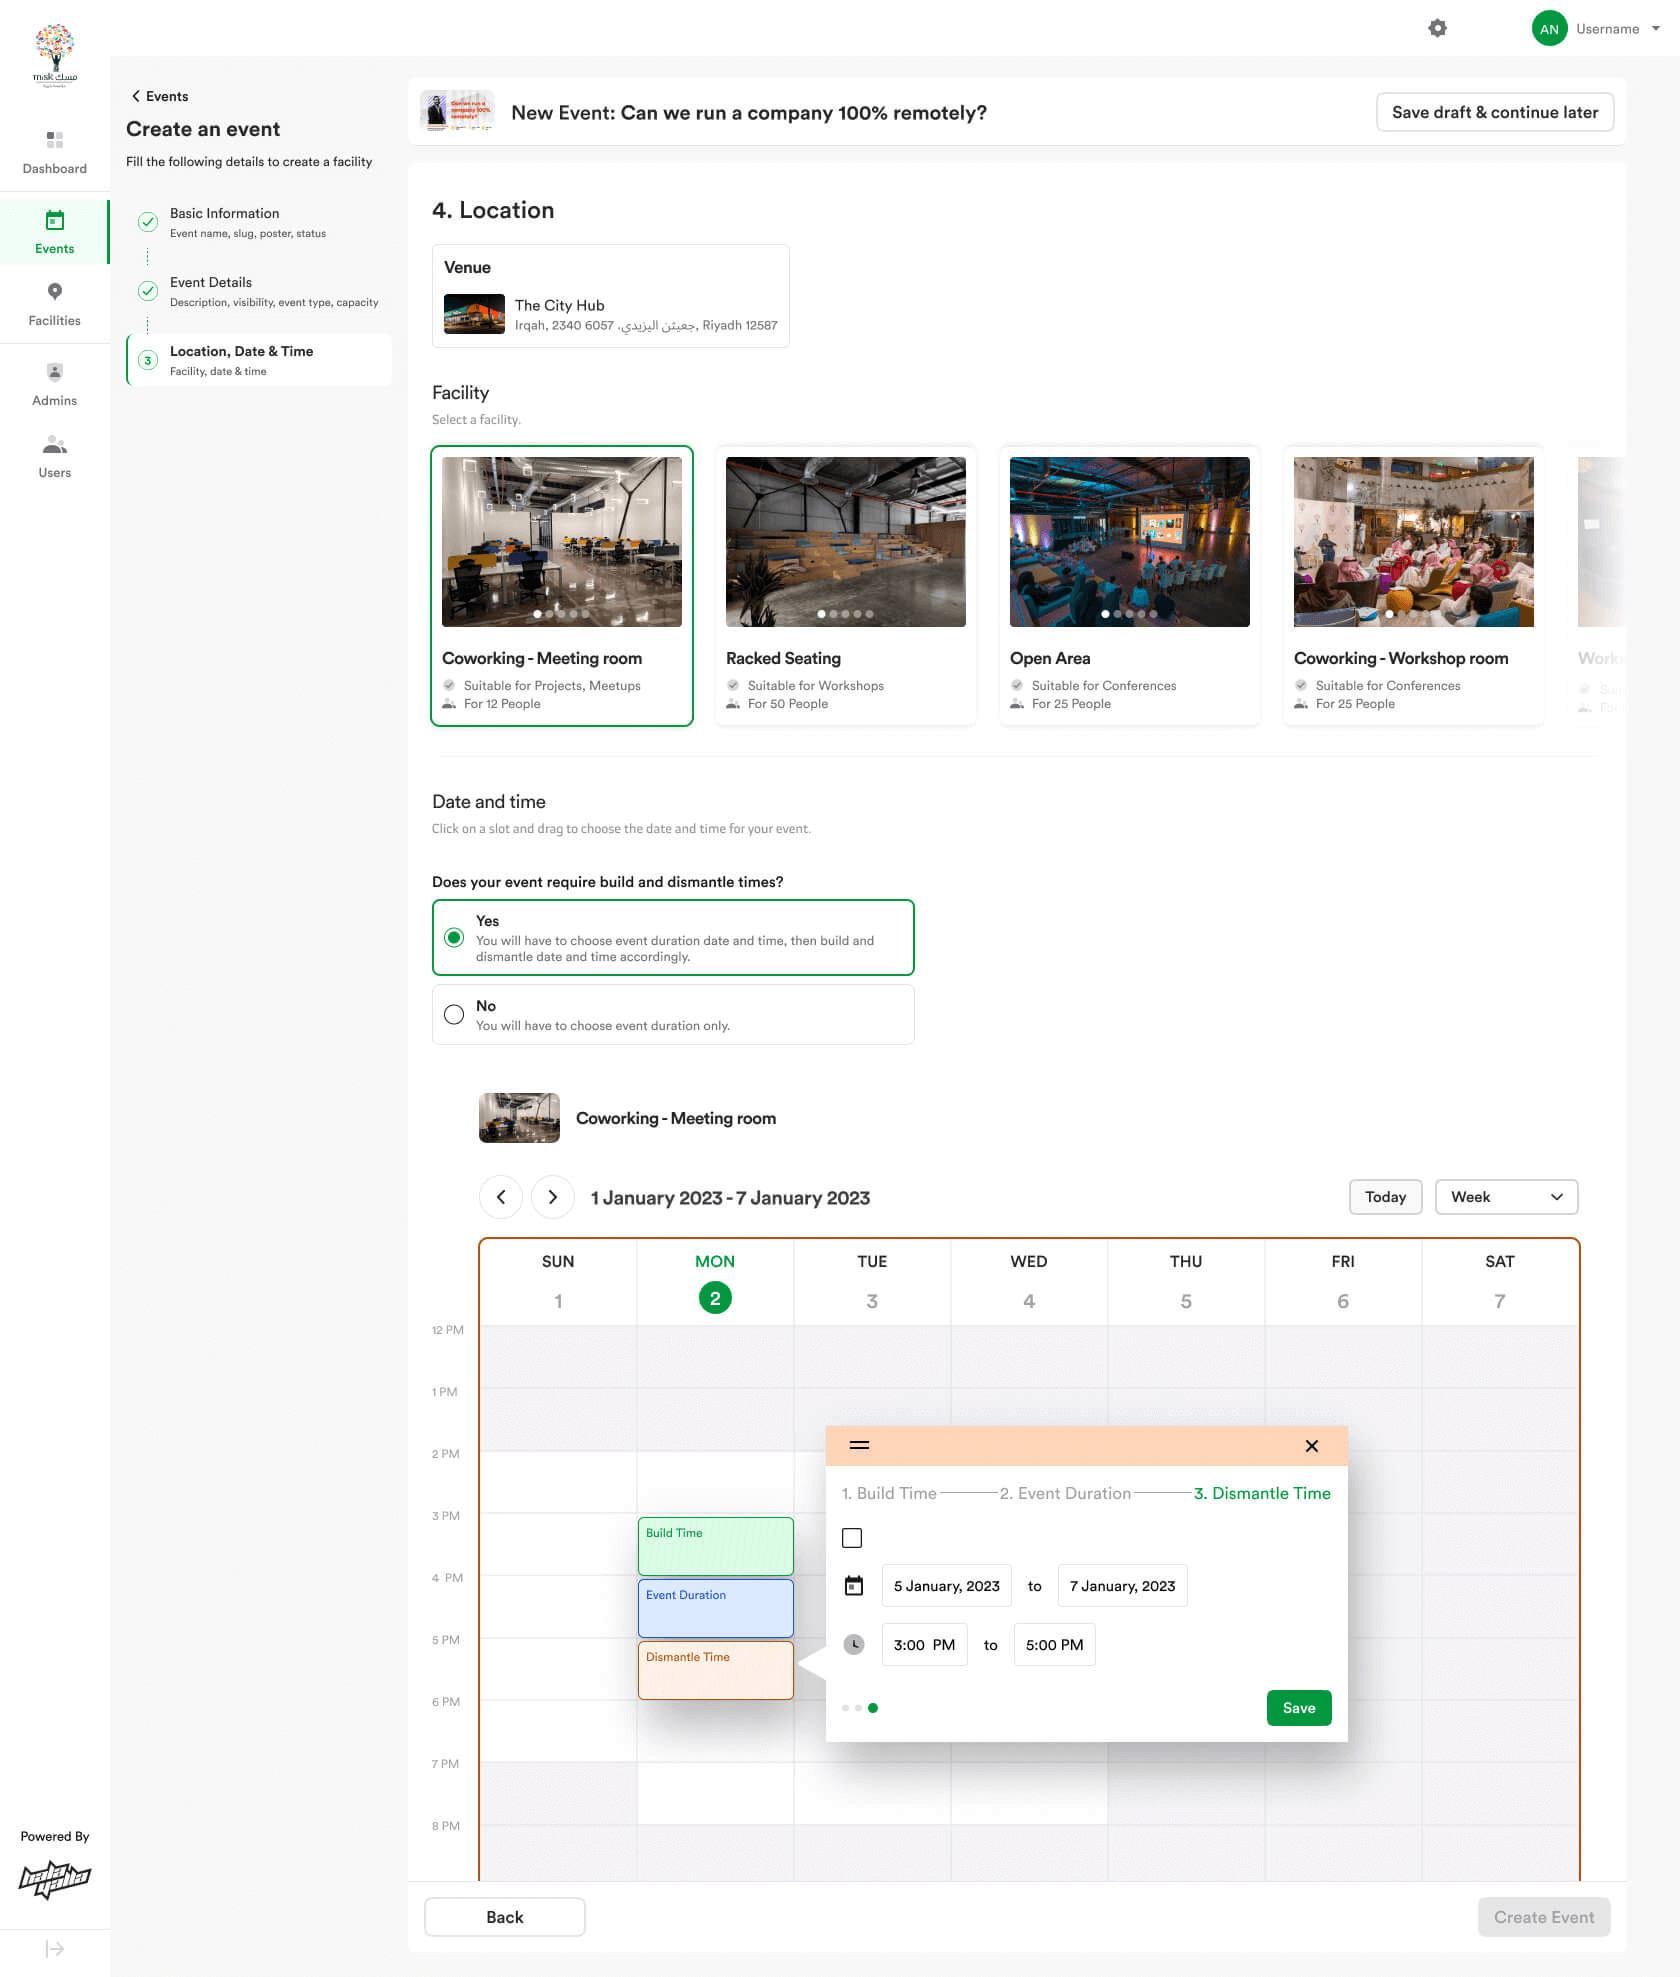 misk مسك
AN
Username
Dashboard
Events
Facilities
Admins
Users
Powered By
Events
Create an event
Fill the following details to create a facility
Basic Information
Event name, slug, poster, status
Event Details
Description, visibility, event type, capacity
3
Location, Date & Time
Facility, date & time
Can we run a
company 100%
remotely?
New Event: Can we run a company 100% remotely?
Save draft & continue later
4. Location
Venue
The City Hub
Irqah, 2340 6057 جعيثن اليزيدي،, Riyadh 12587
Facility
Select a facility.
Coworking - Meeting room
Suitable for Projects, Meetups
For 12 People
Racked Seating
Suitable for Workshops
For 50 People
Open Area
Suitable for Conferences
For 25 People
Coworking - Workshop room
Suitable for Conferences
For 25 People
Date and time
Click on a slot and drag to choose the date and time for your event.
Does your event require build and dismantle times?
Yes
You will have to choose event duration date and time, then build and
dismantle date and time accordingly.
No
You will have to choose event duration only.
Coworking - Meeting room
1 January 2023 - 7 January 2023
Today
Week
SUN MON TUE WED THU FRI SAT
1 2 3 4 5 6 7
12 PM
1 PM
2 PM
3 PM
4 PM
5 PM
6 PM
7 PM
8 PM
Build Time
Event Duration
Dismantle Time
1. Build Time 2. Event Duration 3. Dismantle Time
5 January, 2023 to 7 January, 2023
3:00 PM to 5:00 PM
Save
Back
Create Event